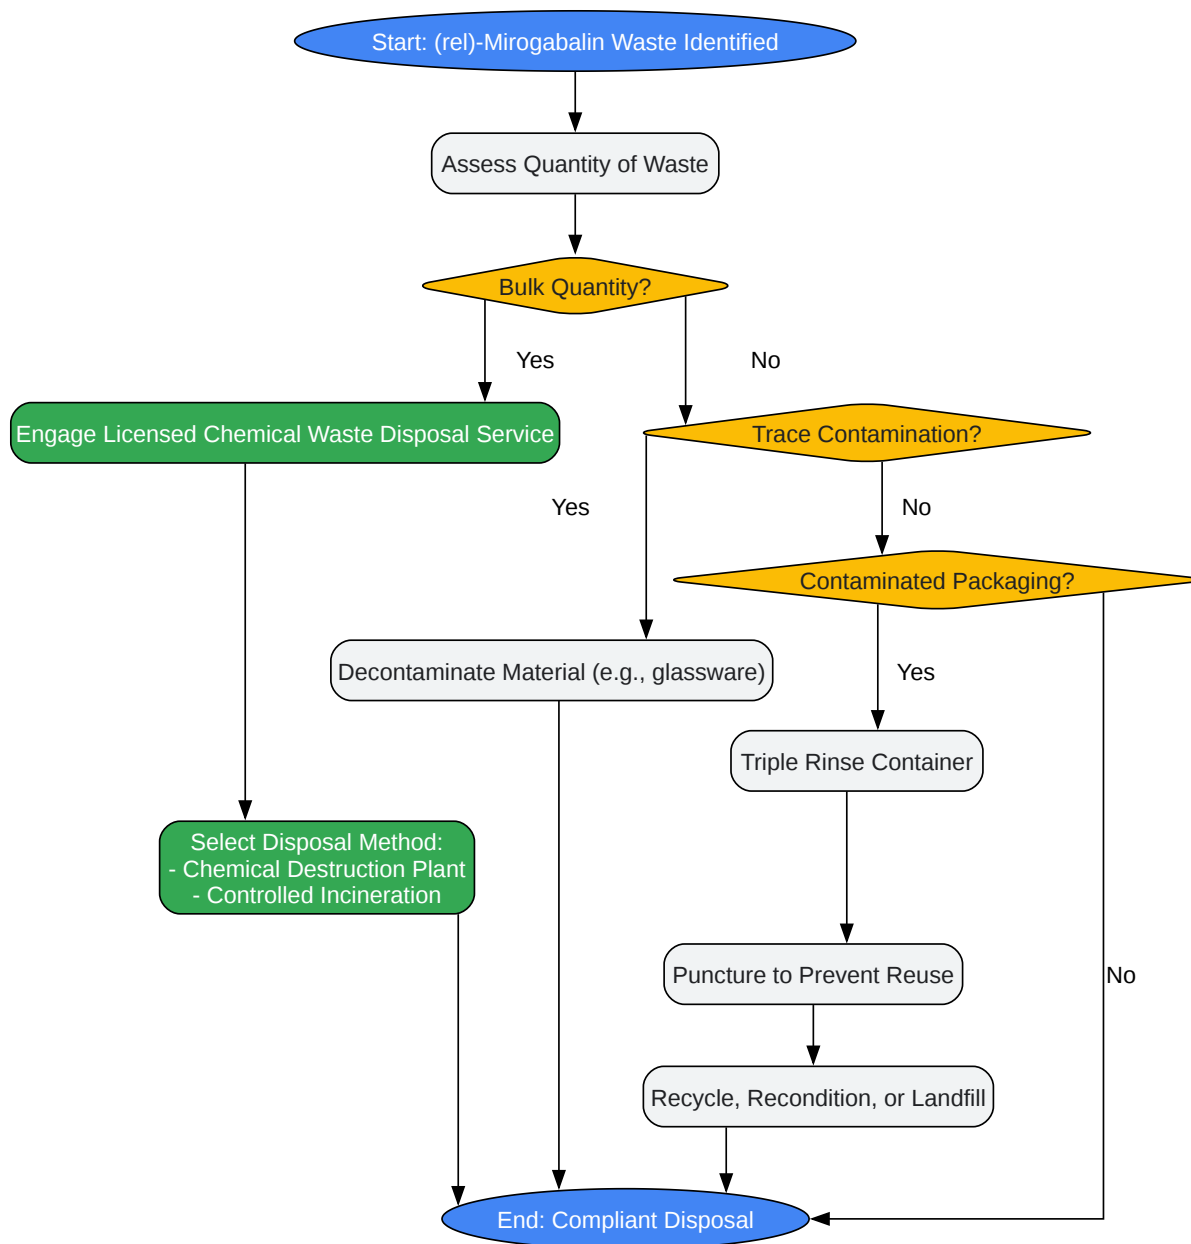 Start: (rel)-Mirogabalin Waste Identified
Assess Quantity of Waste
Bulk Quantity?
Yes
No
Engage Licensed Chemical Waste Disposal Service
Trace Contamination?
Yes
No
Contaminated Packaging?
Decontaminate Material (e.g., glassware)
Yes
Triple Rinse Container
Select Disposal Method:
- Chemical Destruction Plant
- Controlled Incineration
Puncture to Prevent Reuse
No
Recycle, Recondition, or Landfill
End: Compliant Disposal